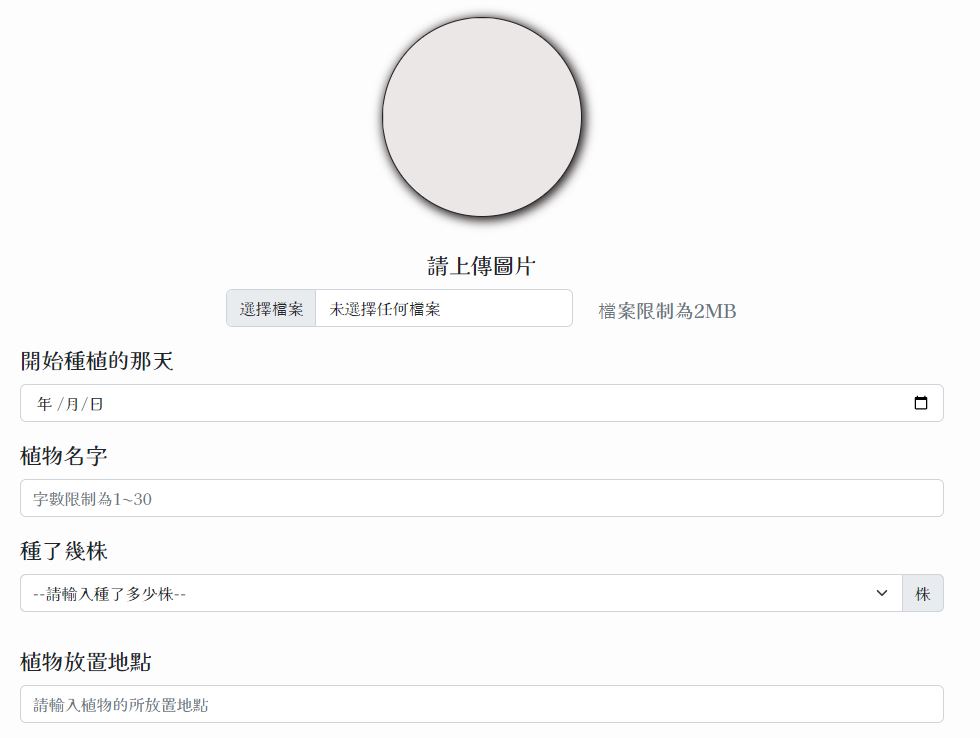 請上傳圖片
選擇檔案 未選擇任何檔案 檔案限制為2MB
開始種植的那天
年 /月/日
植物名字
字數限制為1~30
種了幾株
--請輸入種了多少株-- 株
植物放置地點
請輸入植物的所放置地點